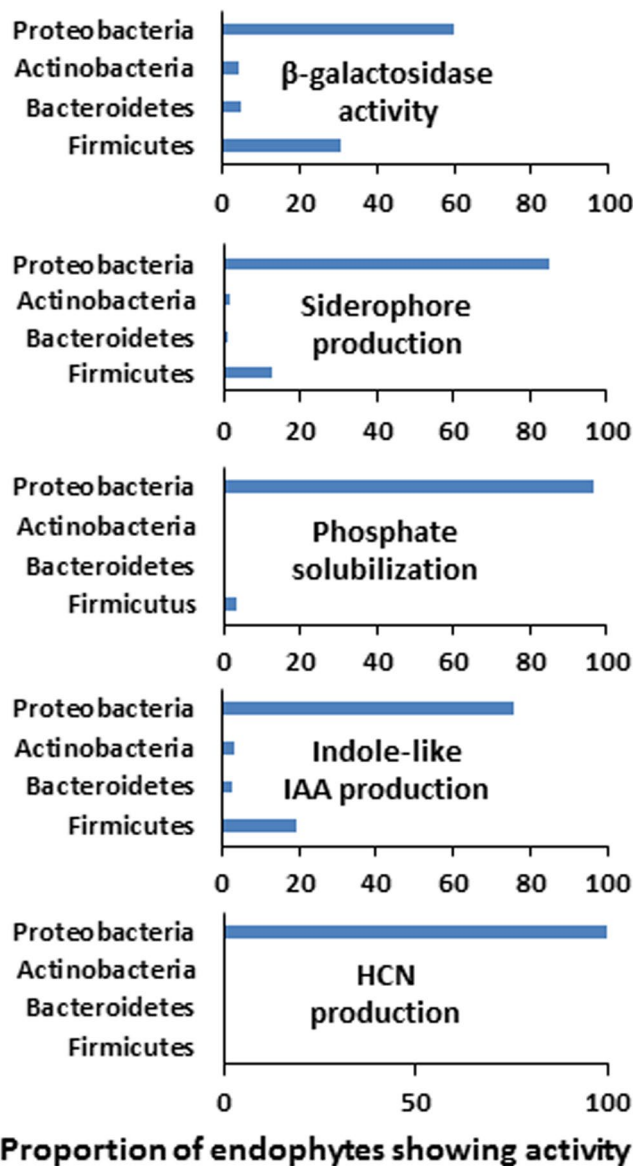 Proteobacteria
Actinobacteria
Bacteroidetes
Firmicutes
β-galactosidase
activity
0 20 40 60 80 100
Proteobacteria
Actinobacteria
Bacteroidetes
Firmicutes
Siderophore
production
0 20 40 60 80 100
Proteobacteria
Actinobacteria
Bacteroidetes
Firmicutus
Phosphate
solubilization
0 20 40 60 80 100
Proteobacteria
Actinobacteria
Bacteroidetes
Firmicutes
Indole-like
IAA production
0 20 40 60 80 100
Proteobacteria
Actinobacteria
Bacteroidetes
Firmicutes
HCN
production
0 50 100
Proportion of endophytes showing activity